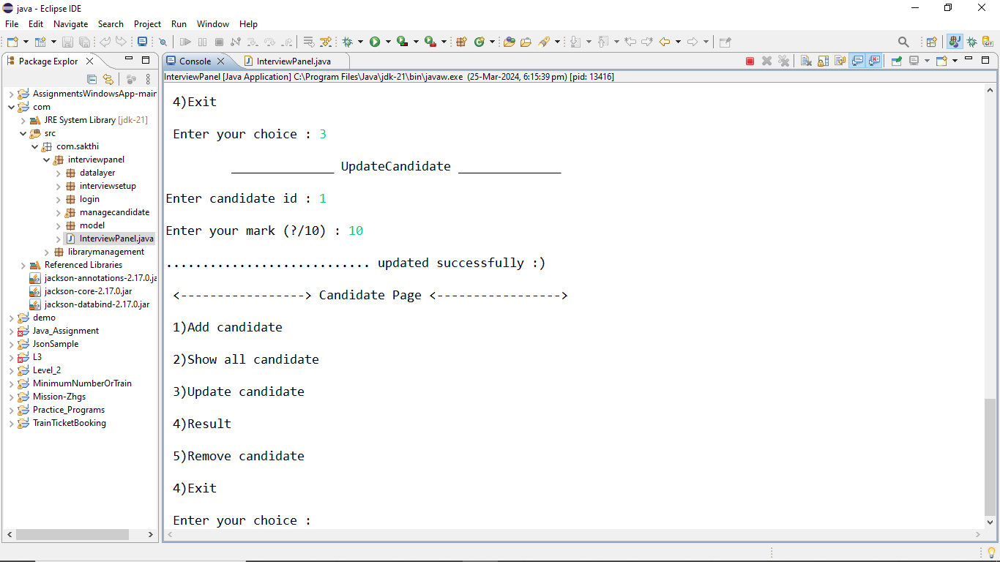 java - Eclipse IDE
File Edit Navigate Search Project Run Window Help
Package Explor
Console
InterviewPanel.java
InterviewPanel [Java Application] C:\Program Files\Java\jdk-21\bin\javaw.exe (25-Mar-2024, 6:15:39 pm) [pid: 13416]
AssignmentsWindowsApp-mair
com
JRE System Library [jdk-21]
src
com.sakthi
interviewpanel
datalayer
interviewsetup
login
managecandidate
model
InterviewPanel.java
librarymanagement
Referenced Libraries
jackson-annotations-2.17.0.ja
jackson-core-2.17.0.jar
jackson-databind-2.17.0.jar
demo
Java_Assignment
JsonSample
L3
Level_2
MinimumNumberOrTrain
Mission-Zhgs
Practice_Programs
TrainTicketBooking
4)Exit
Enter your choice : 3
______________ UpdateCandidate ______________
Enter candidate id : 1
Enter your mark (?/10) : 10
............................ updated successfully :)
<-----------------> Candidate Page <----------------->
1)Add candidate
2)Show all candidate
3)Update candidate
4)Result
5)Remove candidate
4)Exit
Enter your choice :